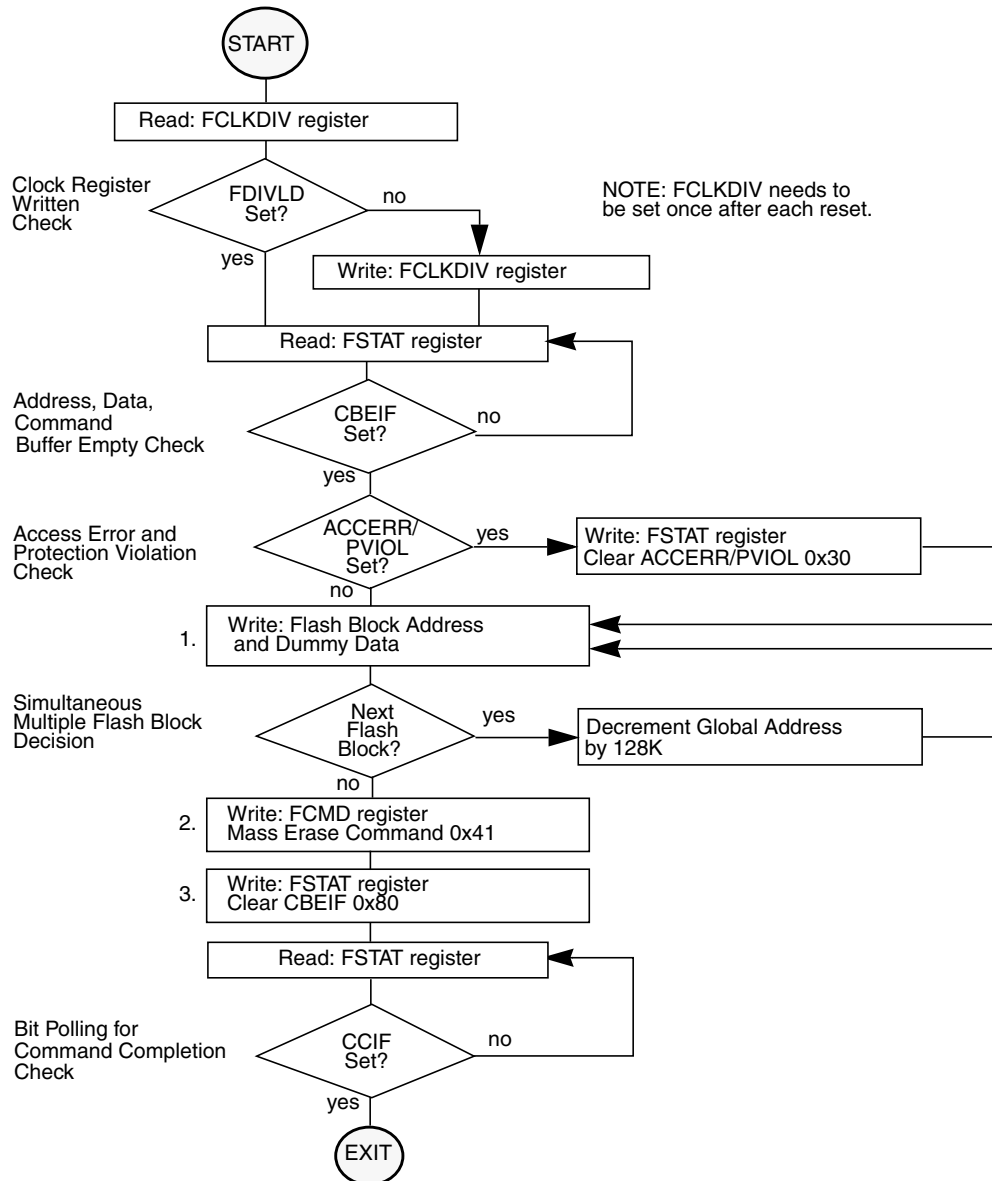 START
Read: FCLKDIV register
Clock Register
Written
Check
FDIVLD
Set?
no
yes
NOTE: FCLKDIV needs to
be set once after each reset.
Write: FCLKDIV register
Read: FSTAT register
Address, Data,
Command
Buffer Empty Check
CBEIF
Set?
no
yes
Access Error and
Protection Violation
Check
ACCERR/
PVIOL
Set?
yes
no
Write: FSTAT register
Clear ACCERR/PVIOL 0x30
1.
Write: Flash Block Address
and Dummy Data
Simultaneous
Multiple Flash Block
Decision
Next
Flash
Block?
yes
no
Decrement Global Address
by 128K
2.
Write: FCMD register
Mass Erase Command 0x41
3.
Write: FSTAT register
Clear CBEIF 0x80
Read: FSTAT register
Bit Polling for
Command Completion
Check
CCIF
Set?
no
yes
EXIT